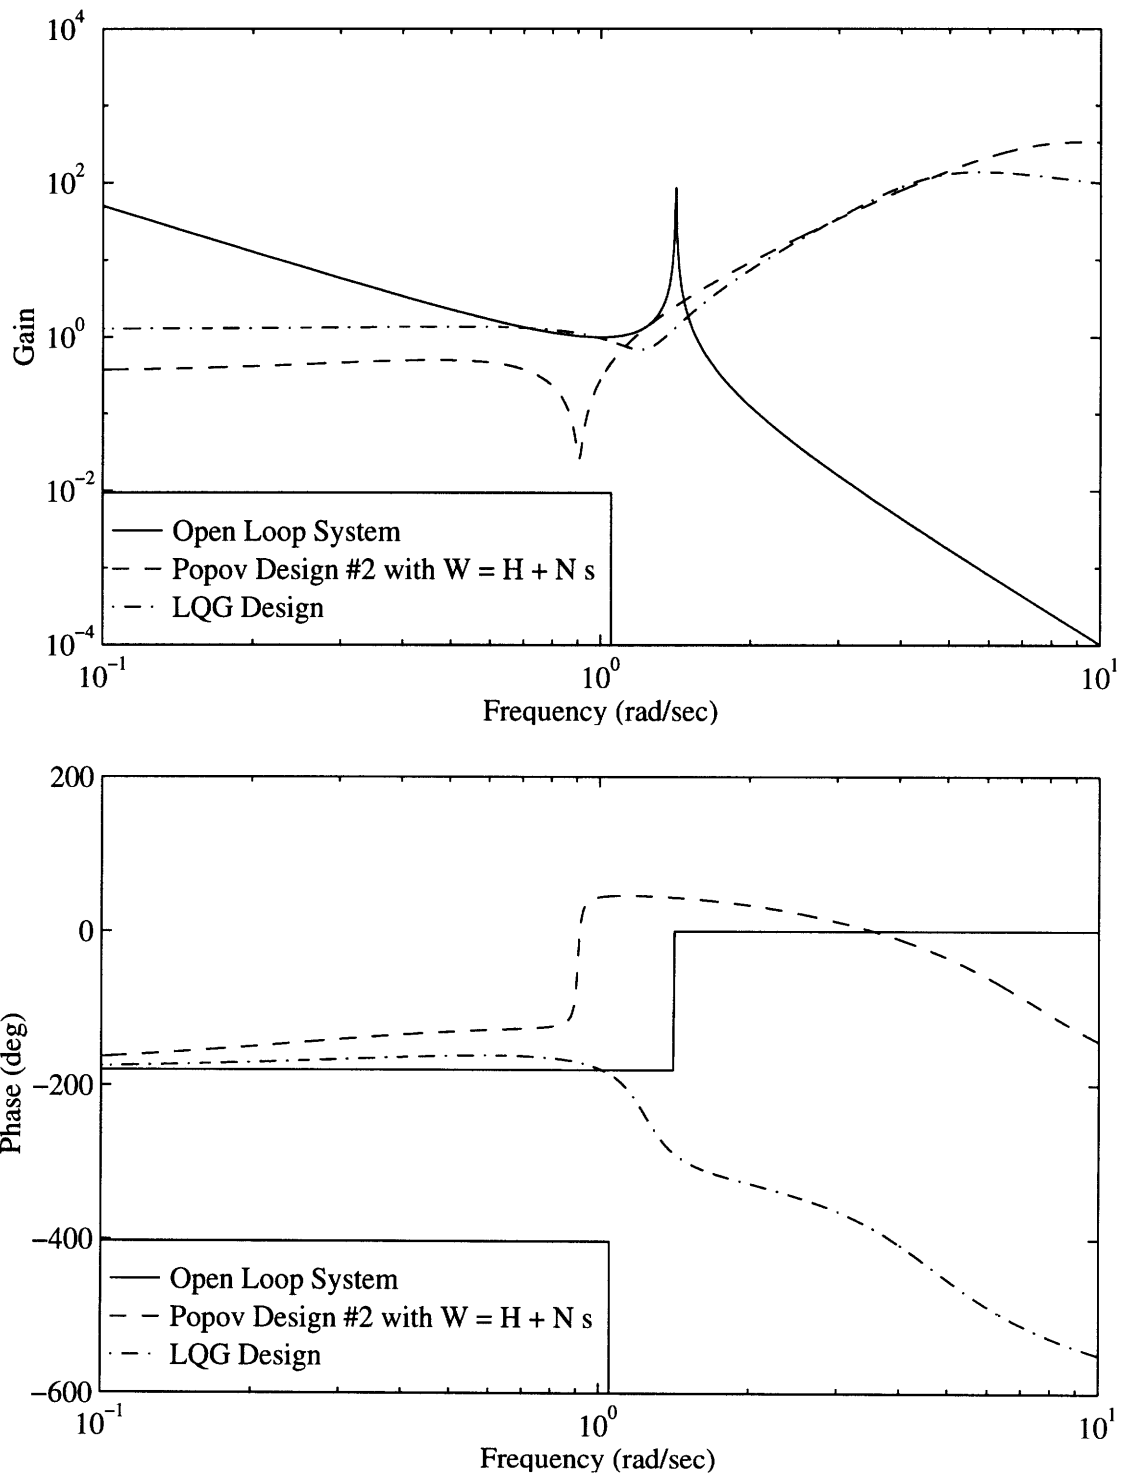 10^4
10^2
10^0
10^-2
10^-4
Gain
Open Loop System
Popov Design #2 with W = H + N s
LQG Design
10^-1
10^0
10^1
Frequency (rad/sec)
200
0
-200
-400
-600
Phase (deg)
Open Loop System
Popov Design #2 with W = H + N s
LQG Design
10^-1
10^0
10^1
Frequency (rad/sec)